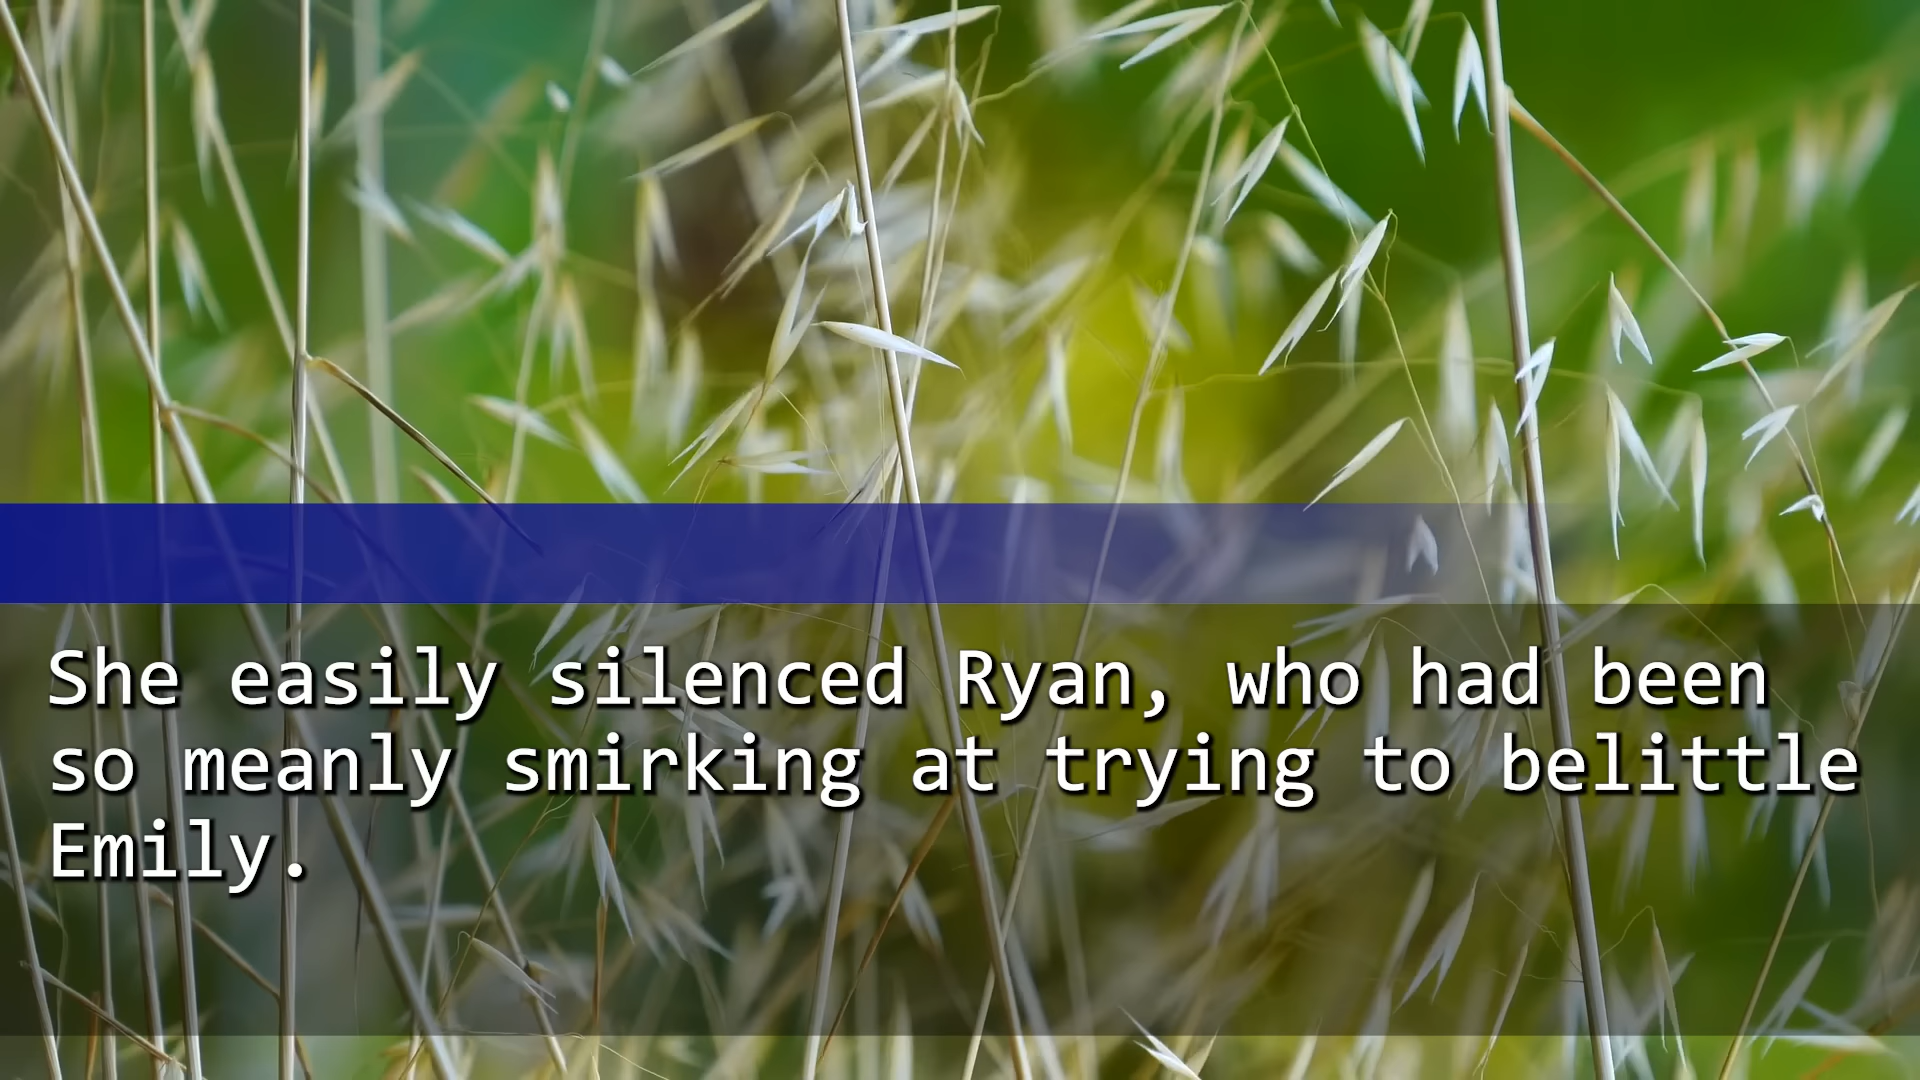 She easily silenced Ryan, who had been
so meanly smirking at trying to belittle
Emily.